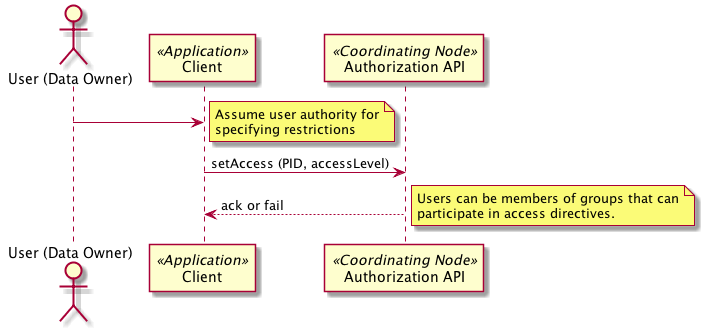 User (Data Owner)
«Application»
Client
«Coordinating Node»
Authorization API
Assume user authority for
specifying restrictions
setAccess (PID, accessLevel)
Users can be members of groups that can
participate in access directives.
ack or fail
User (Data Owner)
«Application»
Client
«Coordinating Node»
Authorization API